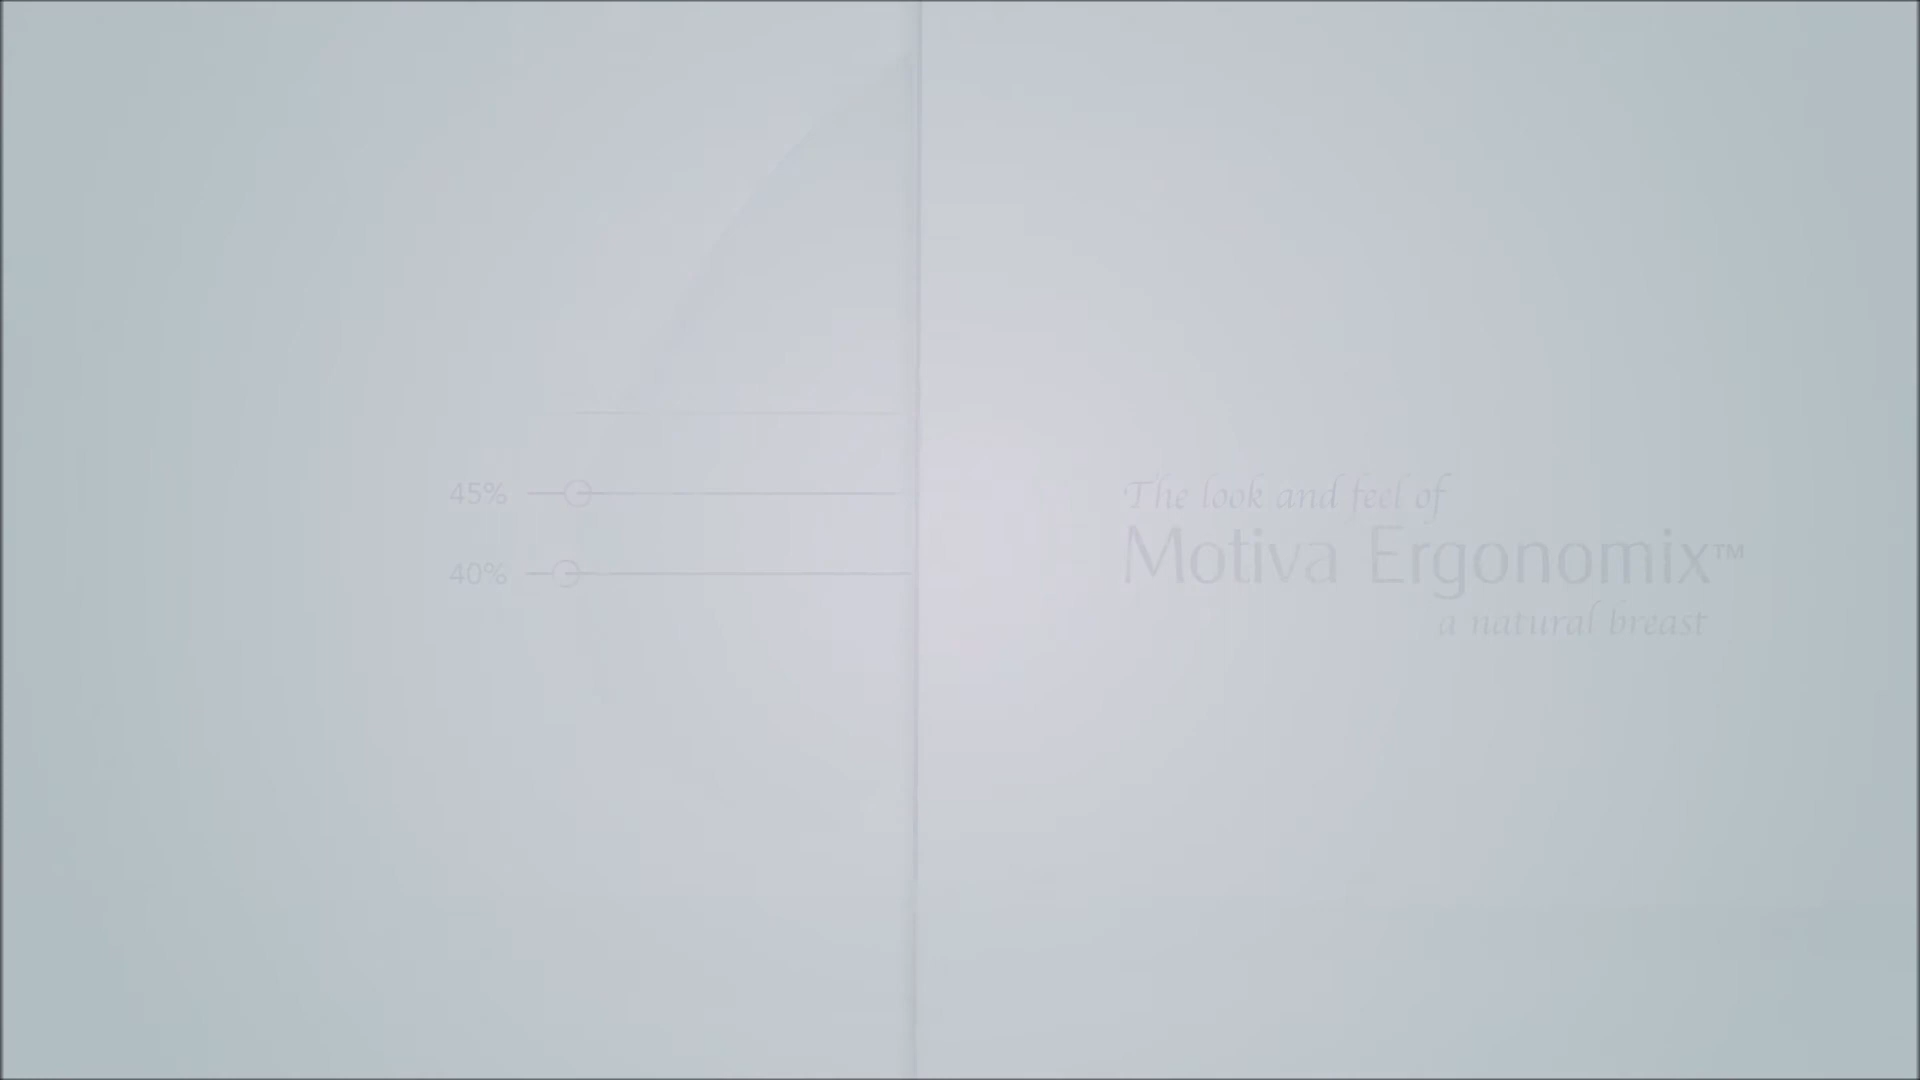 45%
40%
The look and feel of
Motiva Ergonomix™
a natural breast